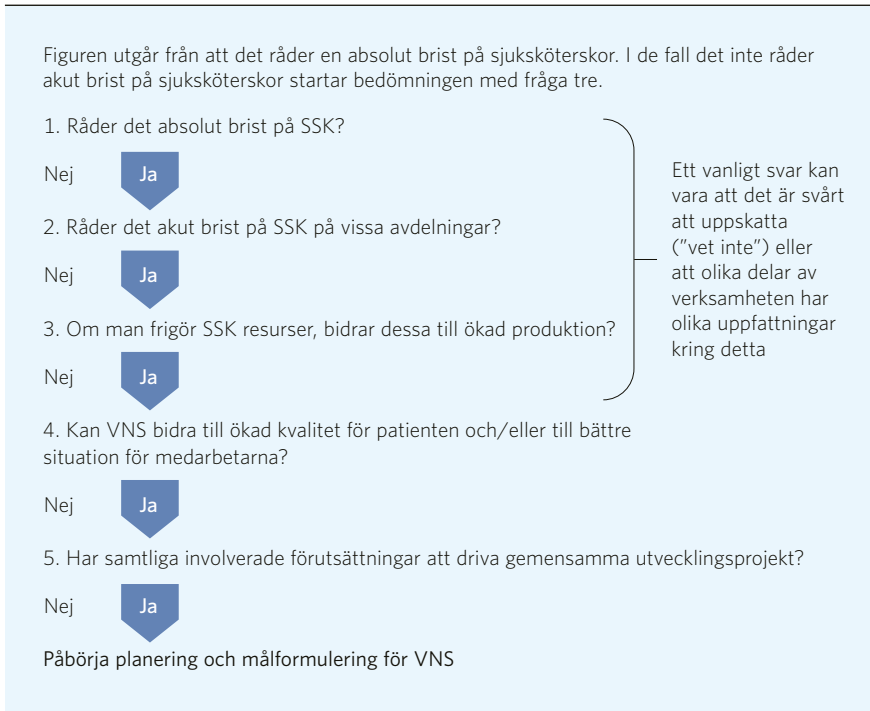 Figuren utgår från att det råder en absolut brist på sjuksköterskor. I de fall det inte råder
akut brist på sjuksköterskor startar bedömningen med fråga tre.
1. Råder det absolut brist på SSK?
Nej Ja
2. Råder det akut brist på SSK på vissa avdelningar?
Nej Ja
3. Om man frigör SSK resurser, bidrar dessa till ökad produktion?
Nej Ja
Ett vanligt svar kan
vara att det är svårt
att uppskatta
("vet inte") eller
att olika delar av
verksamheten har
olika uppfattningar
kring detta
4. Kan VNS bidra till ökad kvalitet för patienten och/eller till bättre
situation för medarbetarna?
Nej Ja
5. Har samtliga involverade förutsättningar att driva gemensamma utvecklingsprojekt?
Nej Ja
Påbörja planering och målformulering för VNS